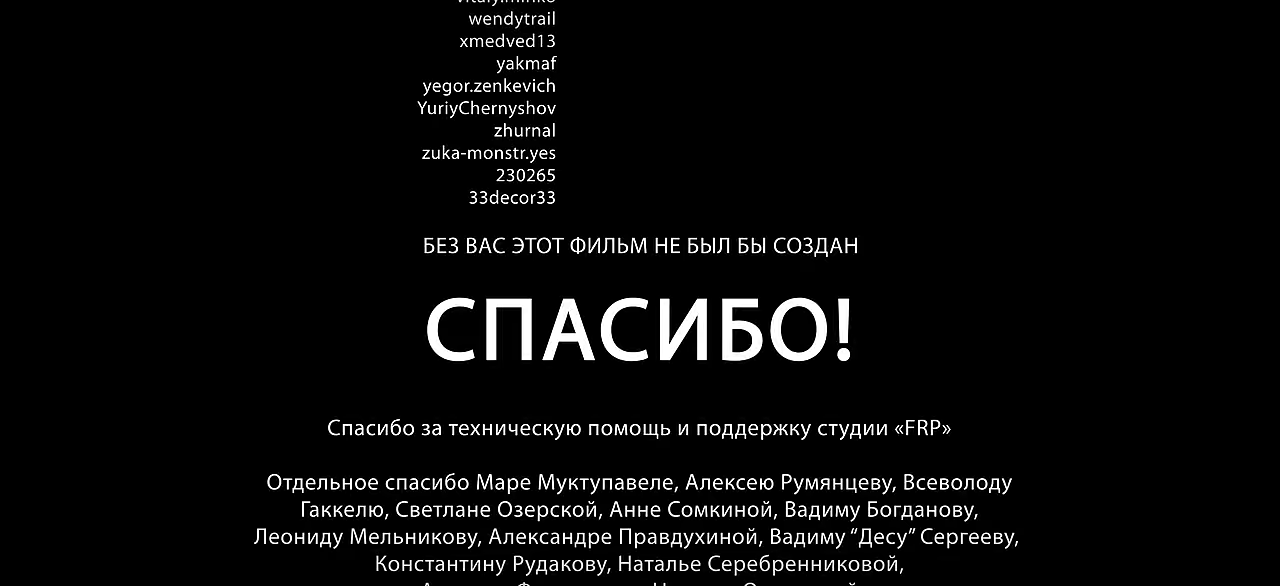 wendytrail
xmedved13
yakmaf
yegor.zenkevich
YuriyChernyshov
zhurnal
zuka-monstr.yes
230265
33decor33
БЕЗ ВАС ЭТОТ ФИЛЬМ НЕ БЫЛ БЫ СОЗДАН
СПАСИБО!
Спасибо за техническую помощь и поддержку студии «FRP»
Отдельное спасибо Маре Муктупавеле, Алексею Румянцеву, Всеволоду
Гаккелю, Светлане Озерской, Анне Сомкиной, Вадиму Богданову,
Леониду Мельникову, Александре Правдухиной, Вадиму “Десу” Сергееву,
Константину Рудакову, Наталье Серебренниковой,